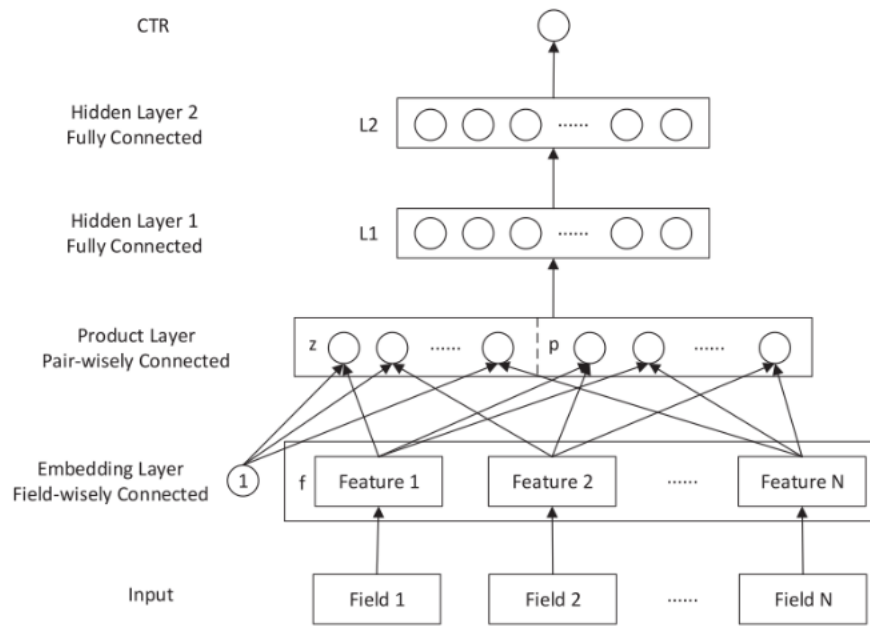 CTR
Hidden Layer 2
Fully Connected
L2
......
Hidden Layer 1
Fully Connected
L1
......
Product Layer
Pair-wisely Connected
z
......
p
......
Embedding Layer
Field-wisely Connected
1
f
Feature 1
Feature 2
......
Feature N
Input
Field 1
Field 2
......
Field N